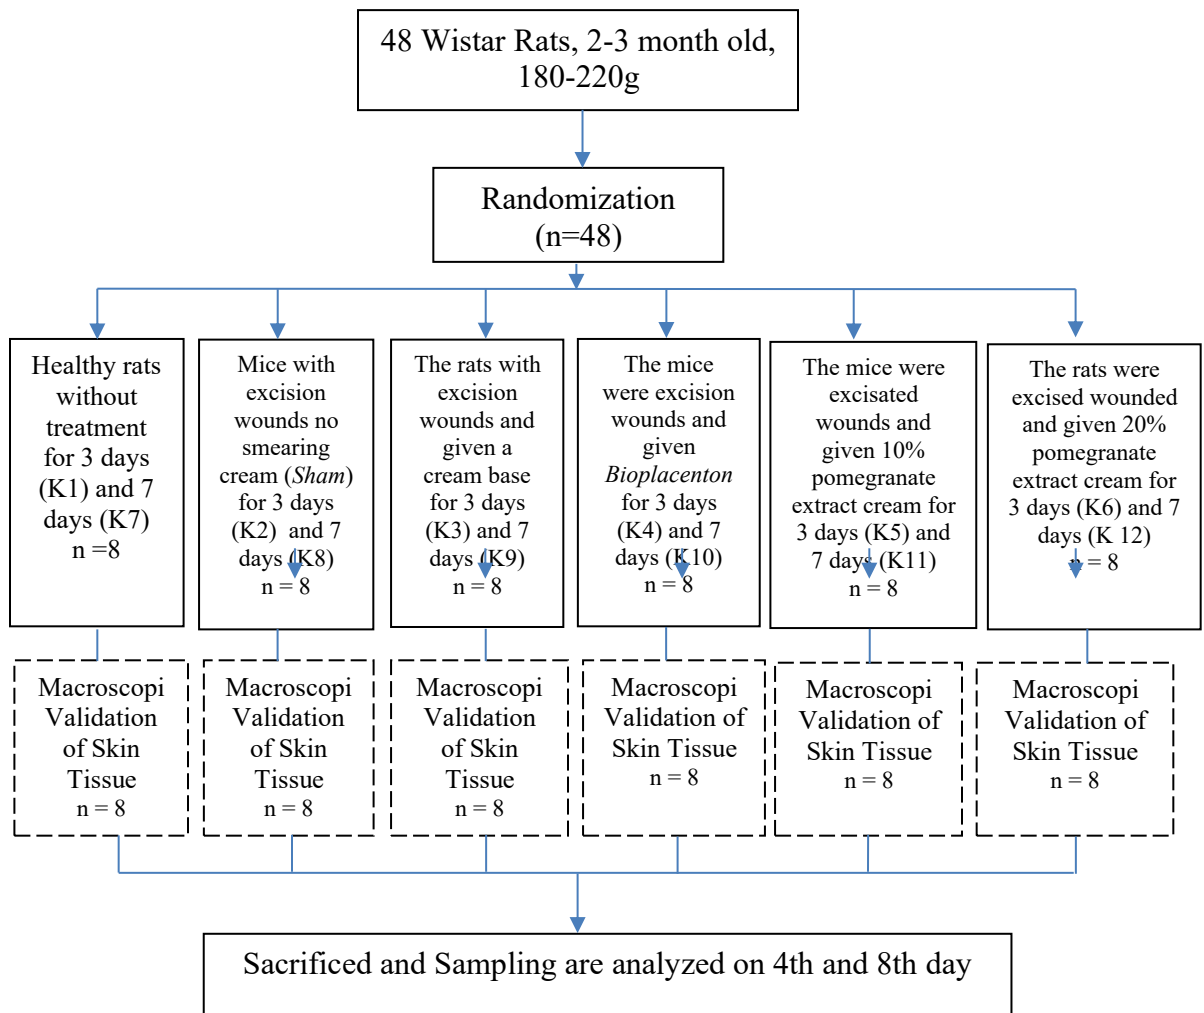 48 Wistar Rats, 2-3 month old,
180-220g
Randomization
(n=48)
Healthy rats
without
treatment
for 3 days
(K1) and 7
days (K7)
n =8
Mice with
excision
wounds no
smearing
cream (Sham)
for 3 days
(K2) and 7
days (K8)
n = 8
The rats with
excision
wounds and
given a
cream base
for 3 days
(K3) and 7
days (K9)
n = 8
The mice
were excision
wounds and
given
Bioplacenton
for 3 days
(K4) and 7
days (K10)
n = 8
The mice were
excisated
wounds and
given 10%
pomegranate
extract cream for
3 days (K5) and
7 days (K11)
n = 8
The rats were
excised wounded
and given 20%
pomegranate
extract cream for
3 days (K6) and 7
days (K 12)
n = 8
Macroscopi
Validation
of Skin
Tissue
n = 8
Macroscopi
Validation
of Skin
Tissue
n = 8
Macroscopi
Validation
of Skin
Tissue
n = 8
Macroscopi
Validation of
Skin Tissue
n = 8
Macroscopi
Validation of
Skin Tissue
n = 8
Macroscopi
Validation of
Skin Tissue
n = 8
Sacrificed and Sampling are analyzed on 4th and 8th day